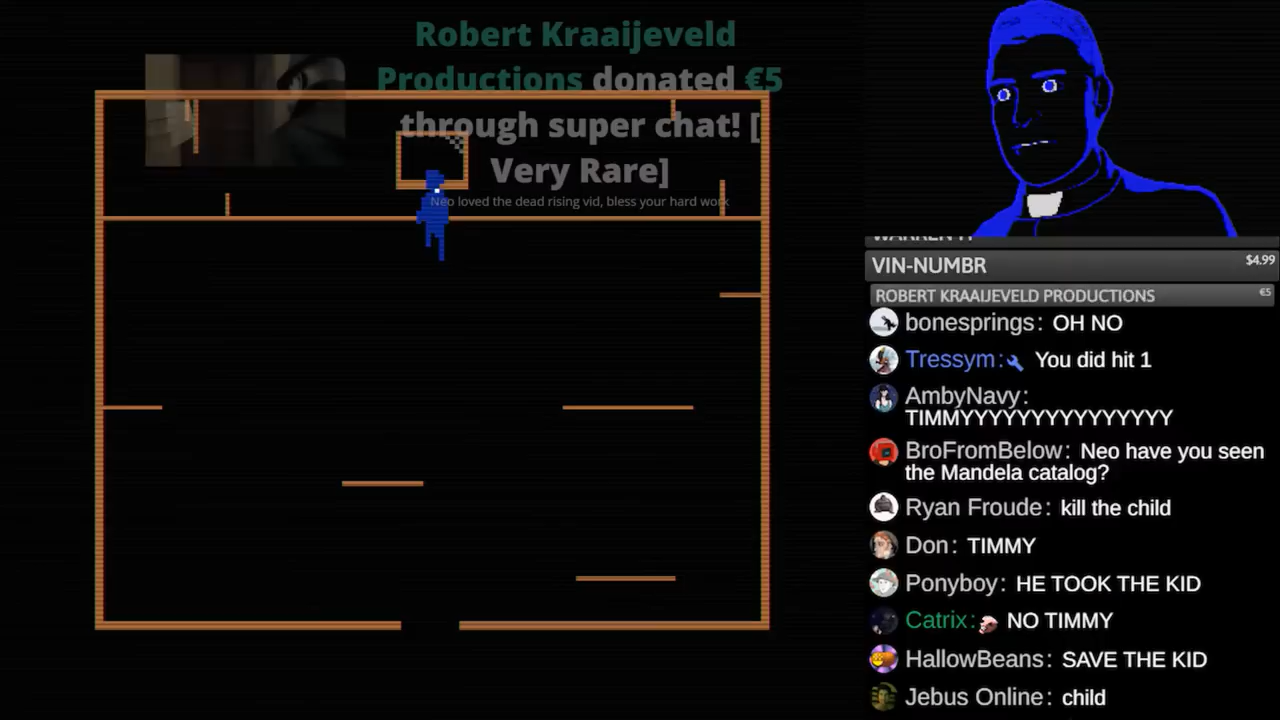 Robert Kraaijeveld
Productions donated €5
through super chat! [
Very Rare]
Neo loved the dead rising vid, bless your hard work
VIN-NUMBR $4.99
ROBERT KRAAIJEVELD PRODUCTIONS €5
bonesprings: OH NO
Tressym: You did hit 1
AmbyNavy:
TIMMYYYYYYYYYYYYYYY
BroFromBelow: Neo have you seen
the Mandela catalog?
Ryan Froude: kill the child
Don: TIMMY
Ponyboy: HE TOOK THE KID
Catrix: NO TIMMY
HallowBeans: SAVE THE KID
Jebus Online: child